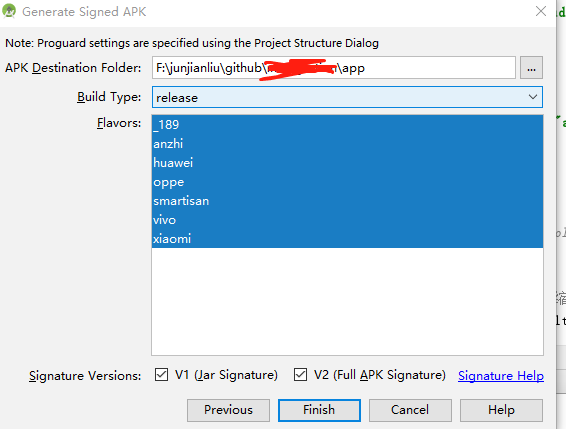 Generate Signed APK
Note: Proguard settings are specified using the Project Structure Dialog
APK Destination Folder: F:\junjianliu\github\ \app ...
Build Type: release
Flavors: _189
anzhi
huawei
oppe
smartisan
vivo
xiaomi
Signature Versions: V1 (Jar Signature) V2 (Full APK Signature) Signature Help
Previous Finish Cancel Help